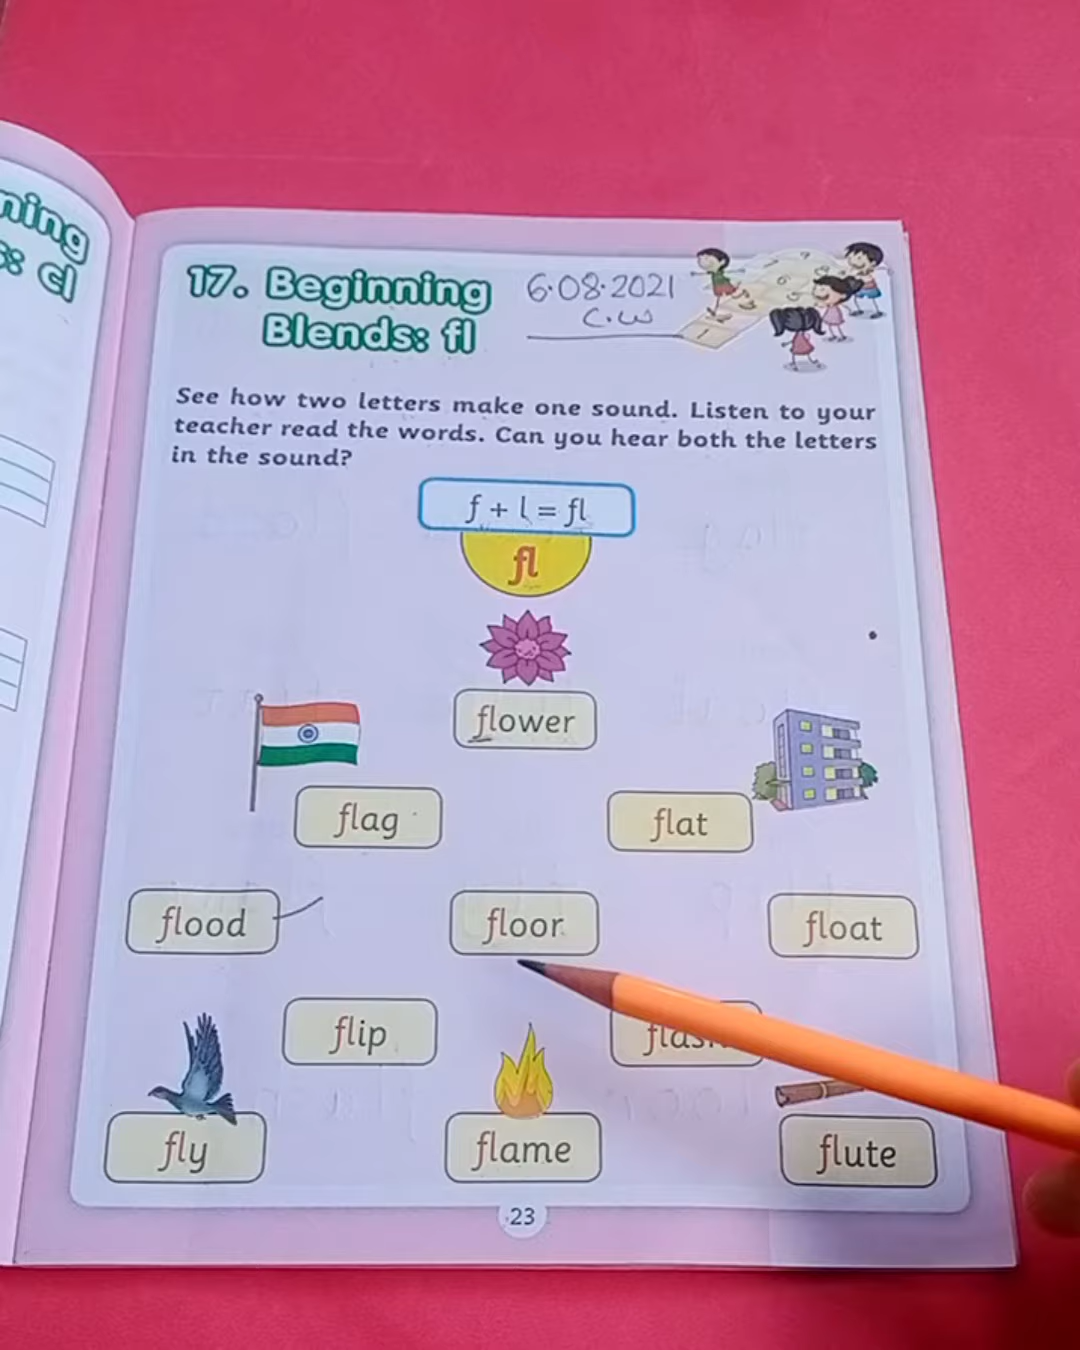 ning
s: cl
17. Beginning
Blends: fl
6.08.2021
C.W
See how two letters make one sound. Listen to your
teacher read the words. Can you hear both the letters
in the sound?
f + l = fl
fl
flower
flag
flat
flood
floor
float
flip
fly
flame
flute
23